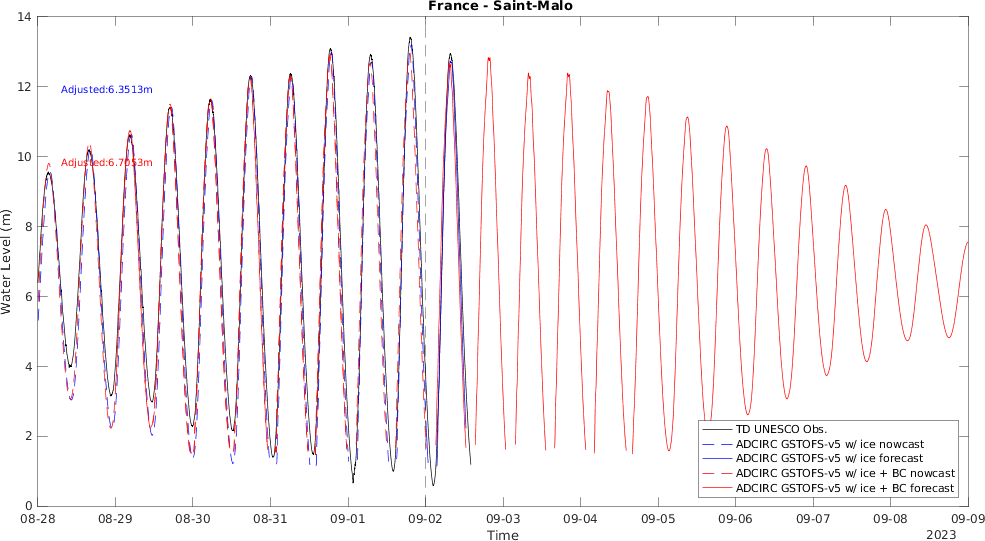 France - Saint-Malo
14
12
10
8
6
4
2
0
Water Level (m)
Adjusted:6.3513m
Adjusted:6.7053m
TD UNESCO Obs.
ADCIRC GSTOFS-v5 w/ ice nowcast
ADCIRC GSTOFS-v5 w/ ice forecast
ADCIRC GSTOFS-v5 w/ ice + BC nowcast
ADCIRC GSTOFS-v5 w/ ice + BC forecast
08-28 08-29 08-30 08-31 09-01 09-02 09-03 09-04 09-05 09-06 09-07 09-08 09-09
Time
2023